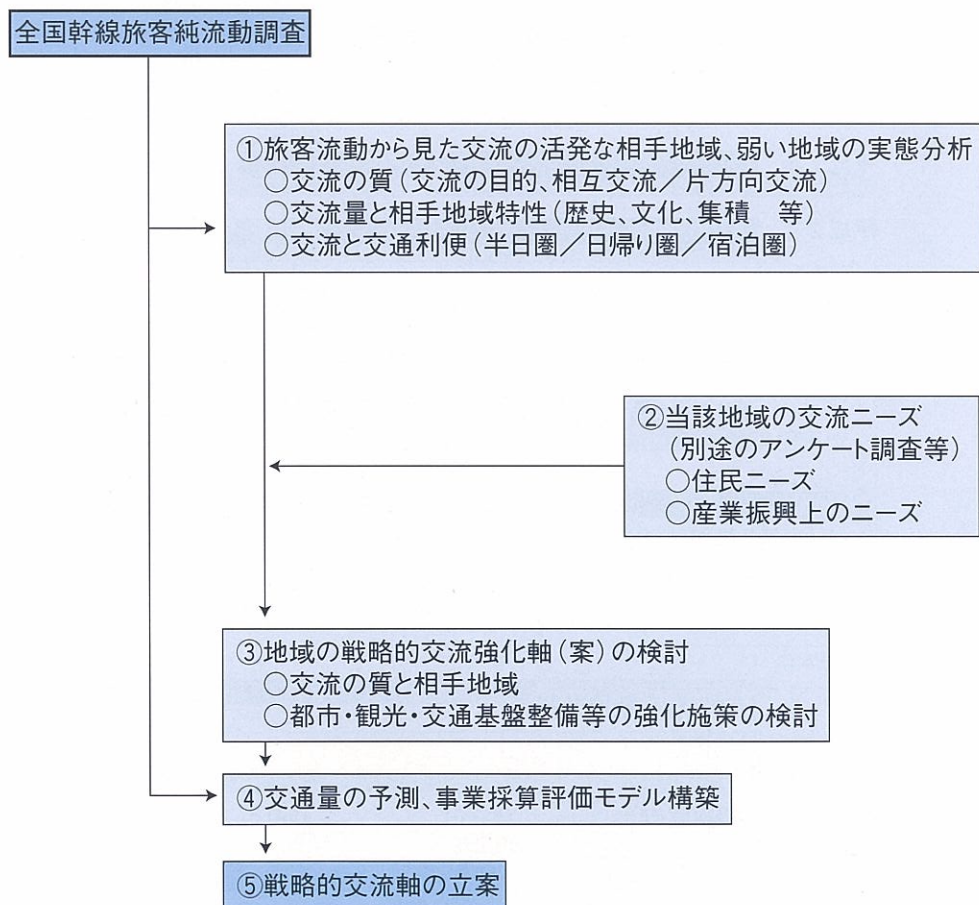 全国幹線旅客純流動調査
①旅客流動から見た交流の活発な相手地域、弱い地域の実態分析
○交流の質(交流の目的、相互交流/片方向交流)
○交流量と相手地域特性(歴史、文化、集積 等)
○交流と交通利便(半日圏/日帰り圏/宿泊圏)
②当該地域の交流ニーズ
(別途のアンケート調査等)
○住民ニーズ
○産業振興上のニーズ
③地域の戦略的交流強化軸(案)の検討
○交流の質と相手地域
○都市・観光・交通基盤整備等の強化施策の検討
④交通量の予測、事業採算評価モデル構築
⑤戦略的交流軸の立案